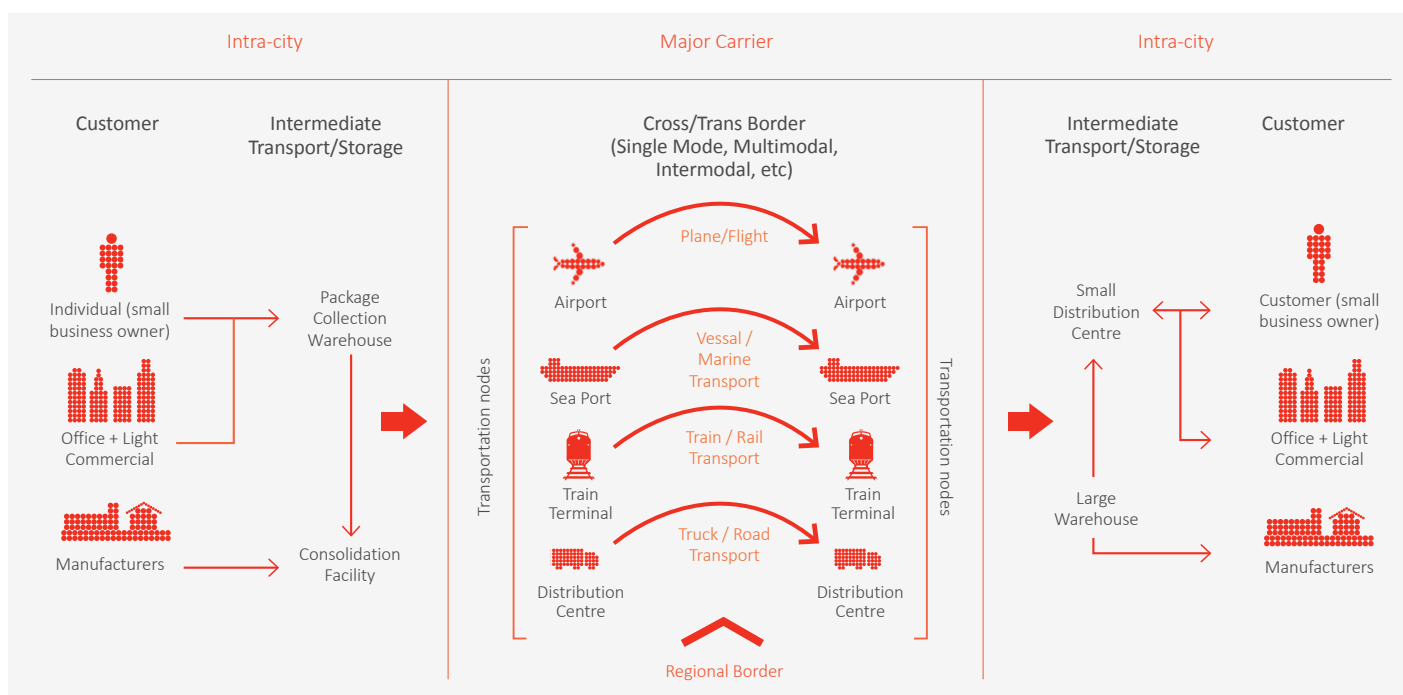 Intra-city
Major Carrier
Intra-city
Customer
Intermediate
Transport/Storage
Cross/Trans Border
(Single Mode, Multimodal,
Intermodal, etc)
Intermediate
Transport/Storage
Customer
Individual (small
business owner)
Office + Light
Commercial
Manufacturers
Package
Collection
Warehouse
Consolidation
Facility
Transportation nodes
Airport
Plane/Flight
Airport
Sea Port
Vessal /
Marine
Transport
Sea Port
Train
Terminal
Train / Rail
Transport
Train
Terminal
Distribution
Centre
Truck / Road
Transport
Distribution
Centre
Regional Border
Transportation nodes
Small
Distribution
Centre
Large
Warehouse
Customer (small
business owner)
Office + Light
Commercial
Manufacturers